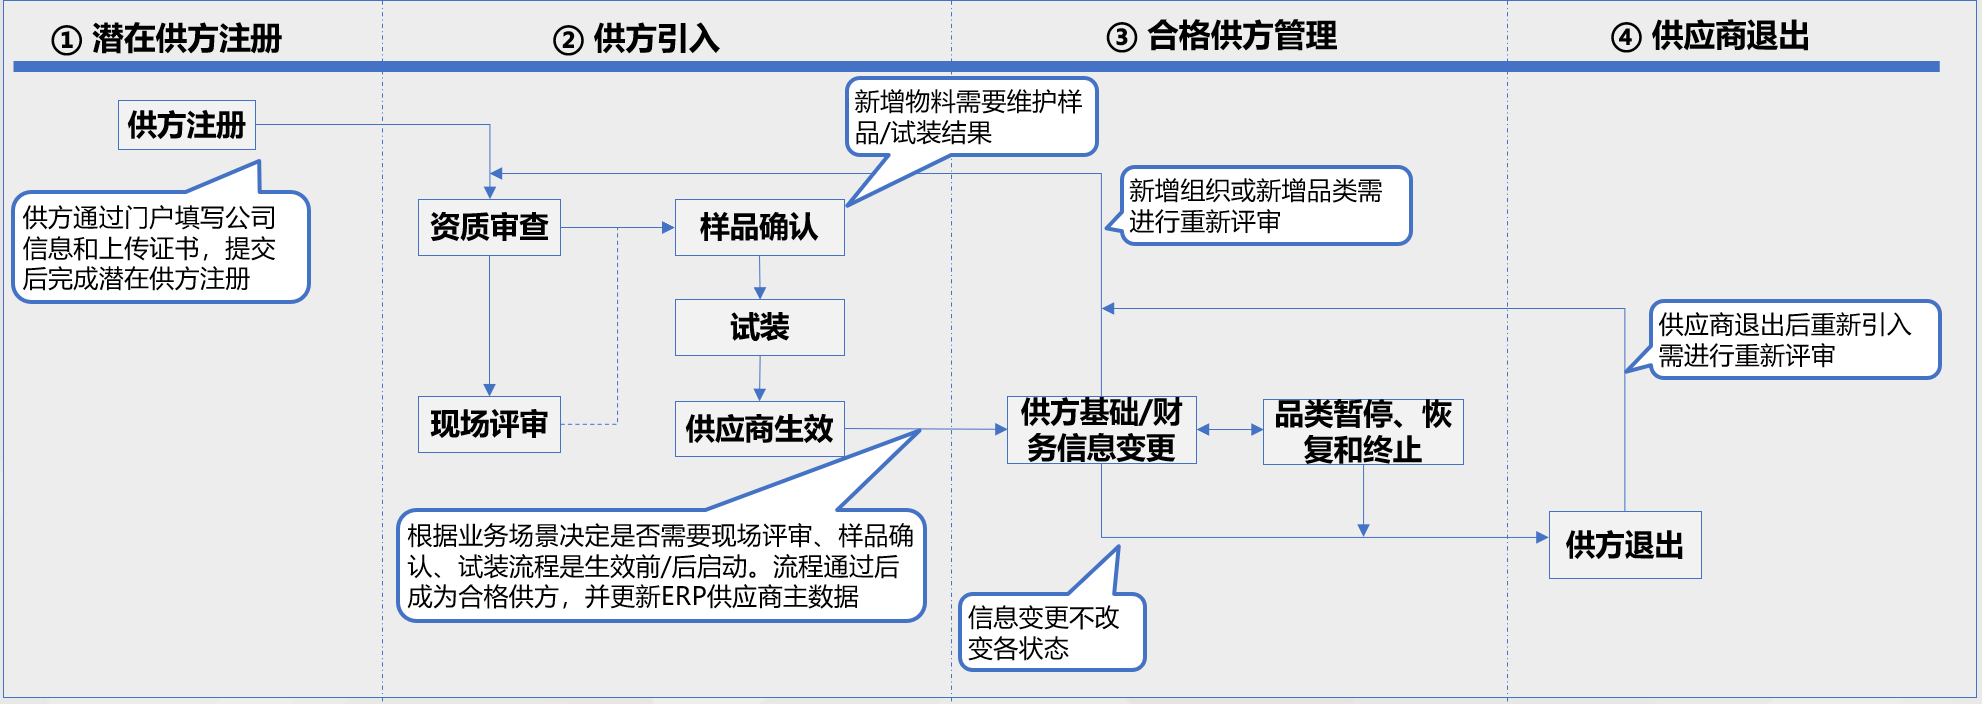 ① 潜在供方注册
② 供方引入
③ 合格供方管理
④ 供应商退出
供方注册
供方通过门户填写公司
信息和上传证书，提交
后完成潜在供方注册
新增物料需要维护样
品/试装结果
新增组织或新增品类需
进行重新评审
资质审查
样品确认
试装
现场评审
供应商生效
供方基础/财
务信息变更
品类暂停、恢
复和终止
供应商退出后重新引入
需进行重新评审
供方退出
根据业务场景决定是否需要现场评审、样品确
认、试装流程是生效前/后启动。流程通过后
成为合格供方，并更新ERP供应商主数据
信息变更不改
变各状态